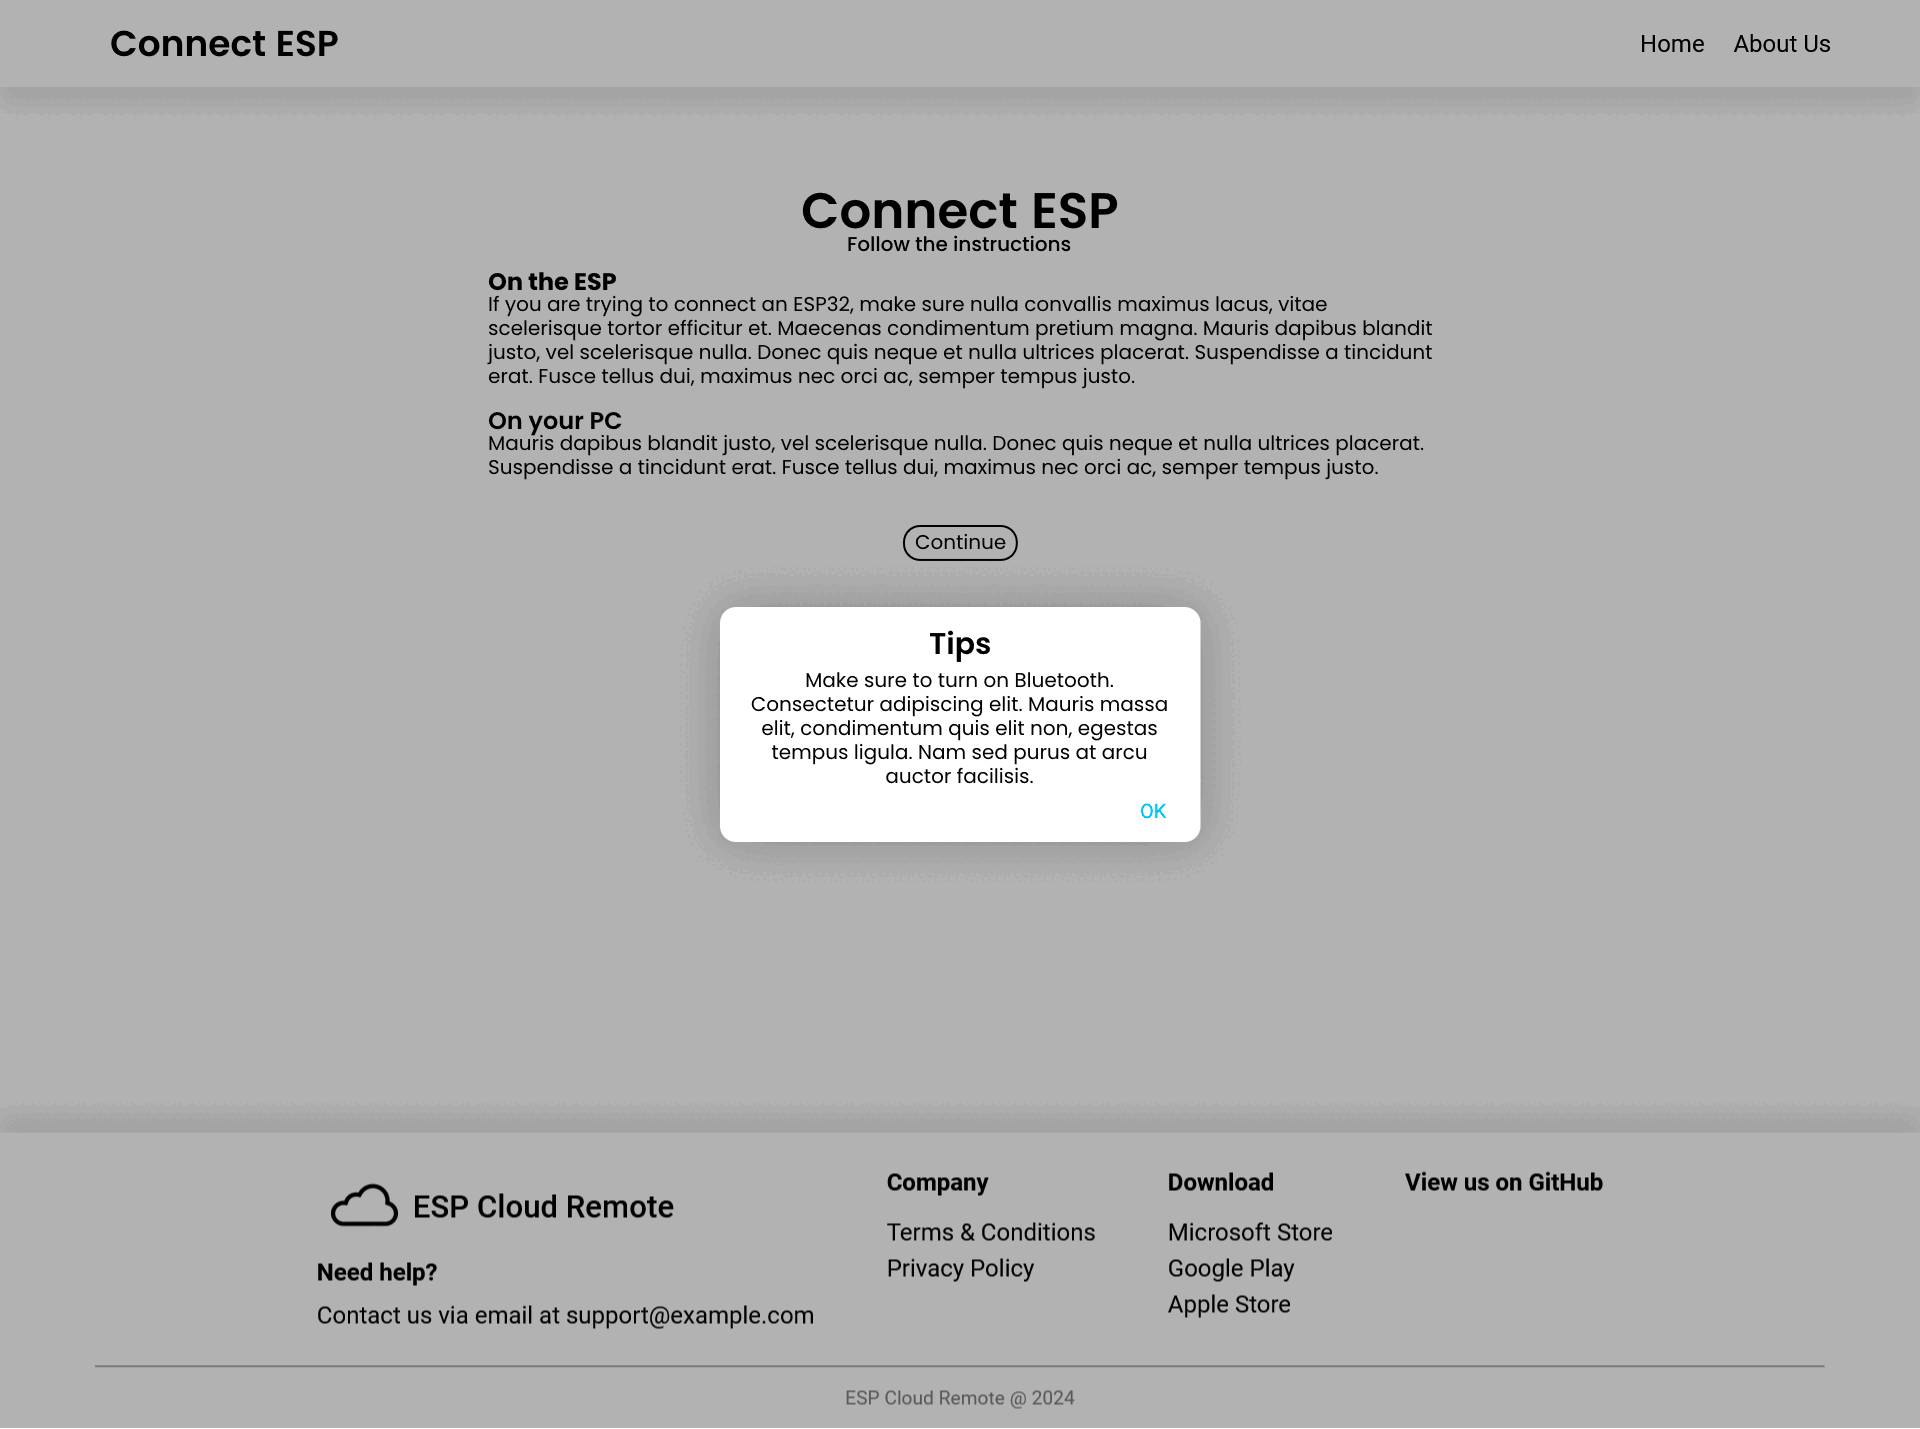 Connect ESP
Home
About Us
Connect ESP
Follow the instructions
On the ESP
If you are trying to connect an ESP32, make sure nulla convallis maximus lacus, vitae
scelerisque tortor efficitur et. Maecenas condimentum pretium magna. Mauris dapibus blandit
justo, vel scelerisque nulla. Donec quis neque et nulla ultrices placerat. Suspendisse a tincidunt
erat. Fusce tellus dui, maximus nec orci ac, semper tempus justo.
On your PC
Mauris dapibus blandit justo, vel scelerisque nulla. Donec quis neque et nulla ultrices placerat.
Suspendisse a tincidunt erat. Fusce tellus dui, maximus nec orci ac, semper tempus justo.
Continue
Tips
Make sure to turn on Bluetooth.
Consectetur adipiscing elit. Mauris massa
elit, condimentum quis elit non, egestas
tempus ligula. Nam sed purus at arcu
auctor facilisis.
OK
ESP Cloud Remote
Need help?
Contact us via email at support@example.com
Company
Terms & Conditions
Privacy Policy
Download
Microsoft Store
Google Play
Apple Store
View us on GitHub
ESP Cloud Remote @ 2024